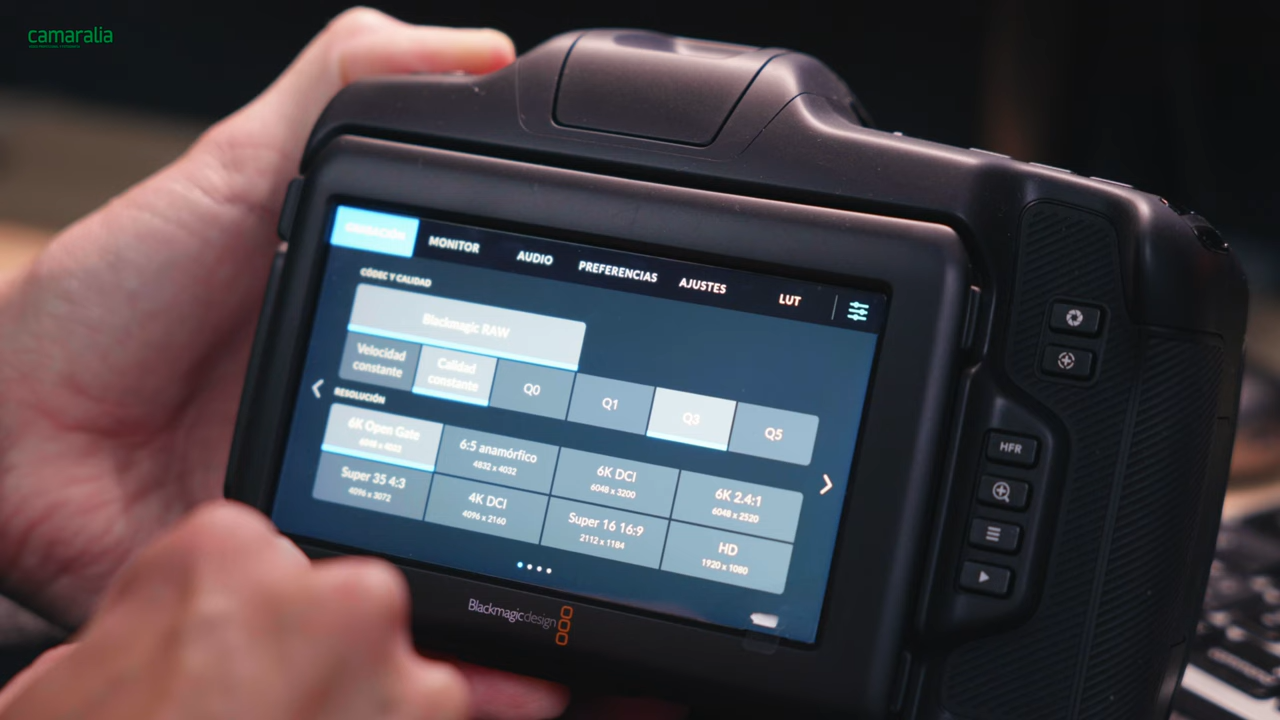 camaralia
GRABACIÓN MONITOR AUDIO PREFERENCIAS AJUSTES LUT
CÓDEC Y CALIDAD
Blackmagic RAW
Velocidad constante
Calidad constante
Q0 Q1 Q3 Q5
RESOLUCIÓN
6K Open Gate
6048 x 4032
6:5 anamórfico
4832 x 4032
6K DCI
6048 x 3200
6K 2.4:1
6048 x 2520
Super 35 4:3
4096 x 3072
4K DCI
4096 x 2160
Super 16 16:9
2112 x 1184
HD
1920 x 1080
Blackmagicdesign
HFR